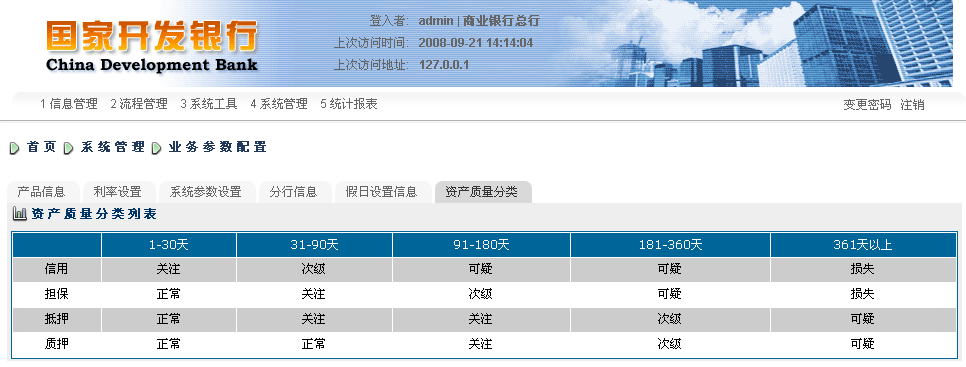 国家开发银行
China Development Bank
登入者: admin | 商业银行总行
上次访问时间: 2008-09-21 14:14:04
上次访问地址: 127.0.0.1
1 信息管理 2 流程管理 3 系统工具 4 系统管理 5 统计报表 变更密码 注销
首页 系统管理 业务参数配置
产品信息 利率设置 系统参数设置 分行信息 假日设置信息 资产质量分类
资产质量分类列表
1-30天 31-90天 91-180天 181-360天 361天以上
信用 关注 次级 可疑 可疑 损失
担保 正常 关注 次级 可疑 损失
抵押 正常 关注 关注 次级 可疑
质押 正常 正常 关注 次级 可疑